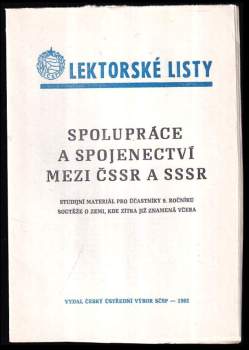 LEKTORSKÉ LISTY
SPOLUPRÁCE
A SPOJENECTVÍ
MEZI ČSSR A SSSR
STUDIJNÍ MATERIÁL PRO ÚČASTNÍKY 9. ROČNÍKU
SOUTĚŽE O ZEMI, KDE ZÍTRA JIŽ ZNAMENÁ VČERA
VYDAL ČESKÝ ÚSTŘEDNÍ VÝBOR SČSP — 1982